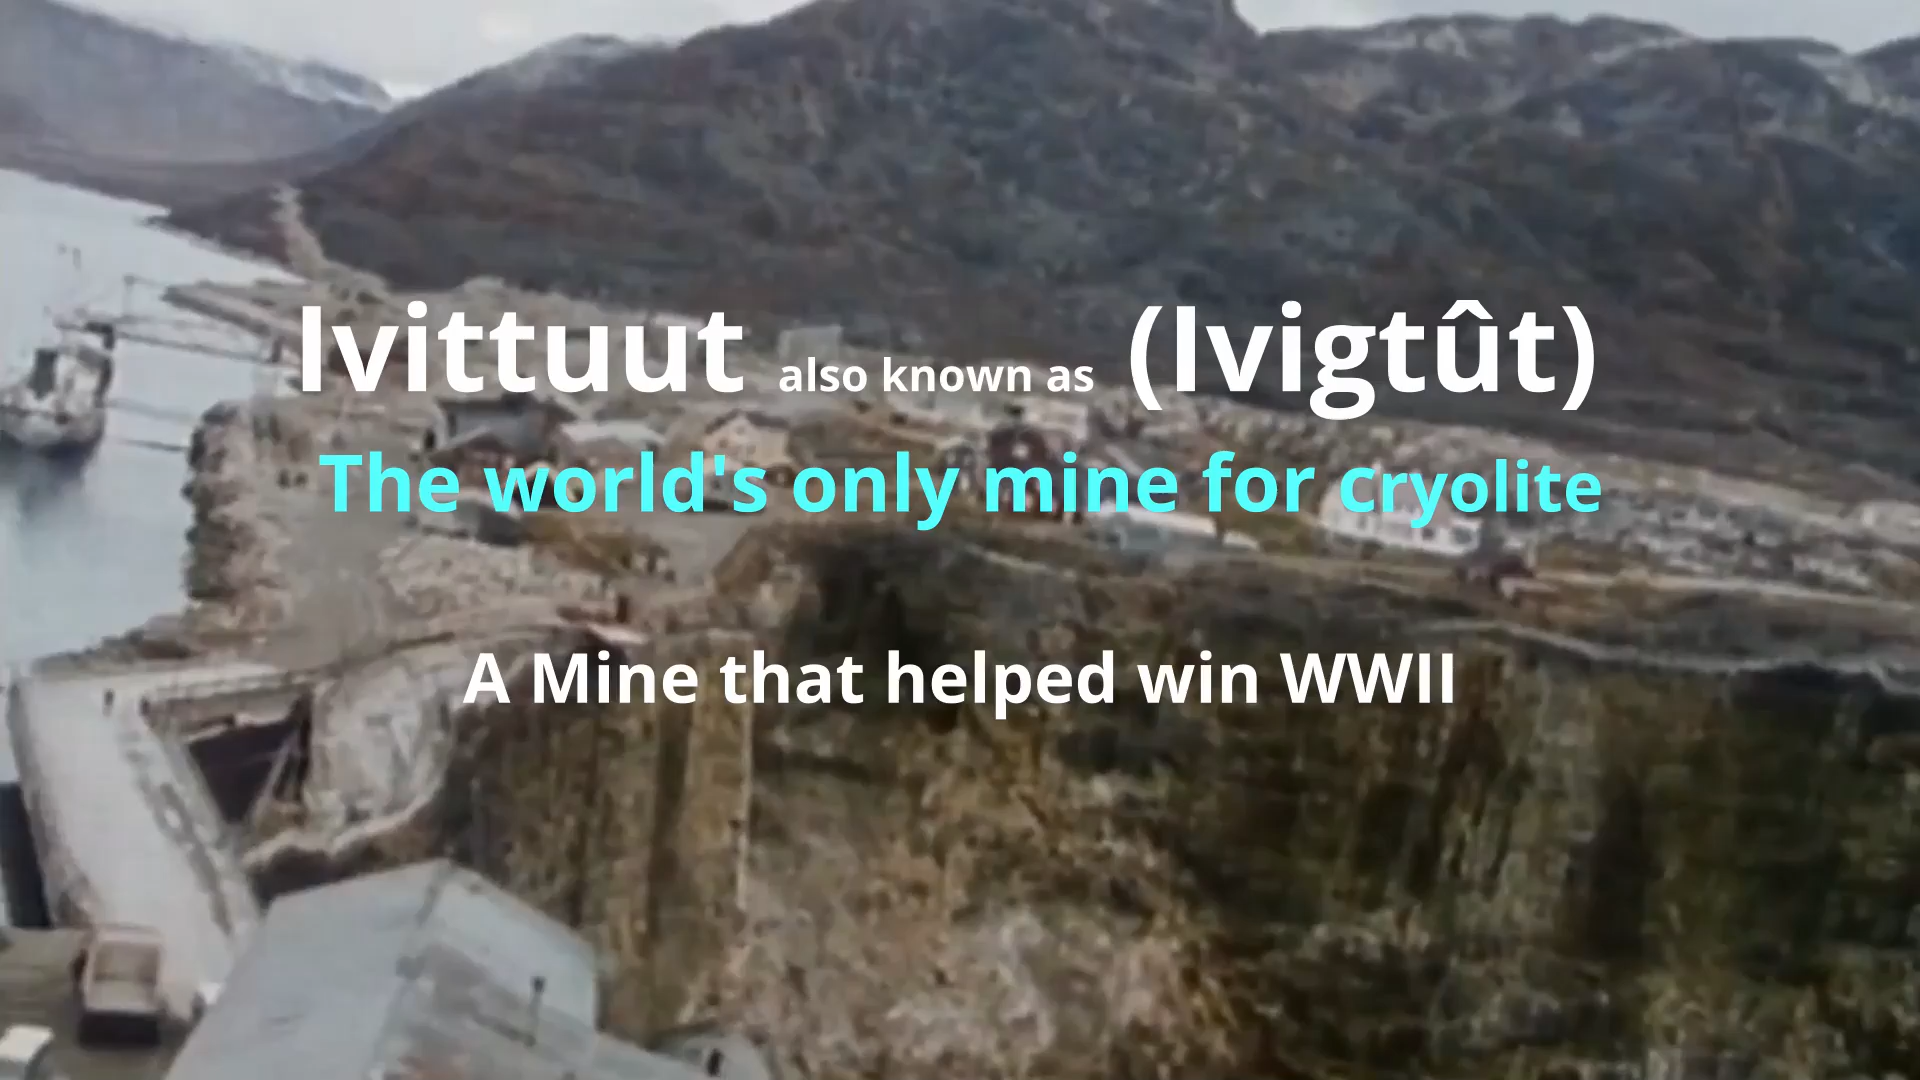 Ivittuut also known as (Ivigtût)
The world's only mine for cryolite
A Mine that helped win WWII